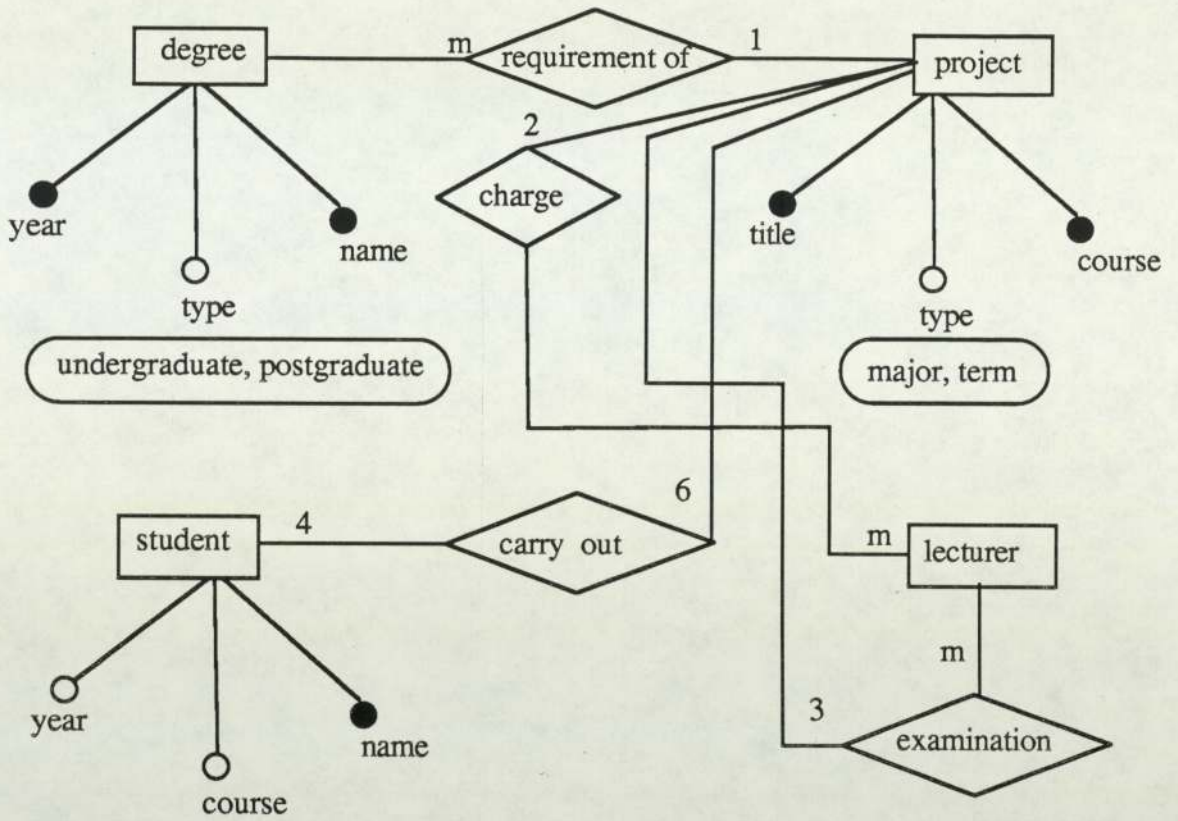 degree
m
requirement of
1
project
2
charge
year
name
type
undergraduate, postgraduate
title
course
type
major, term
student
4
carry out
6
m
lecturer
m
year
name
course
3
examination